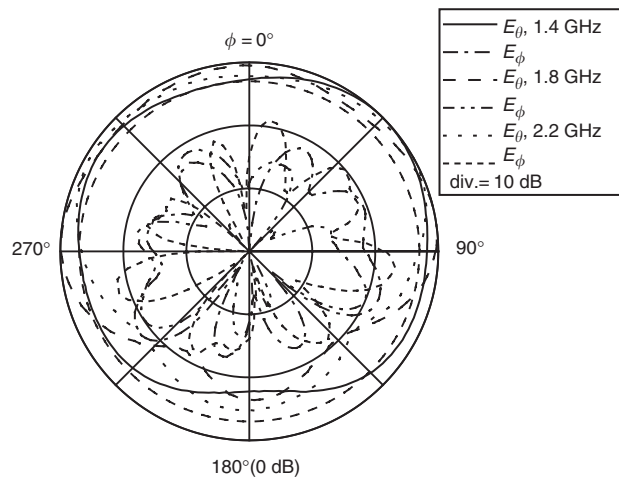 ϕ = 0°
270°
90°
180°(0 dB)
Eθ, 1.4 GHz
Eϕ
Eθ, 1.8 GHz
Eϕ
Eθ, 2.2 GHz
Eϕ
div.= 10 dB